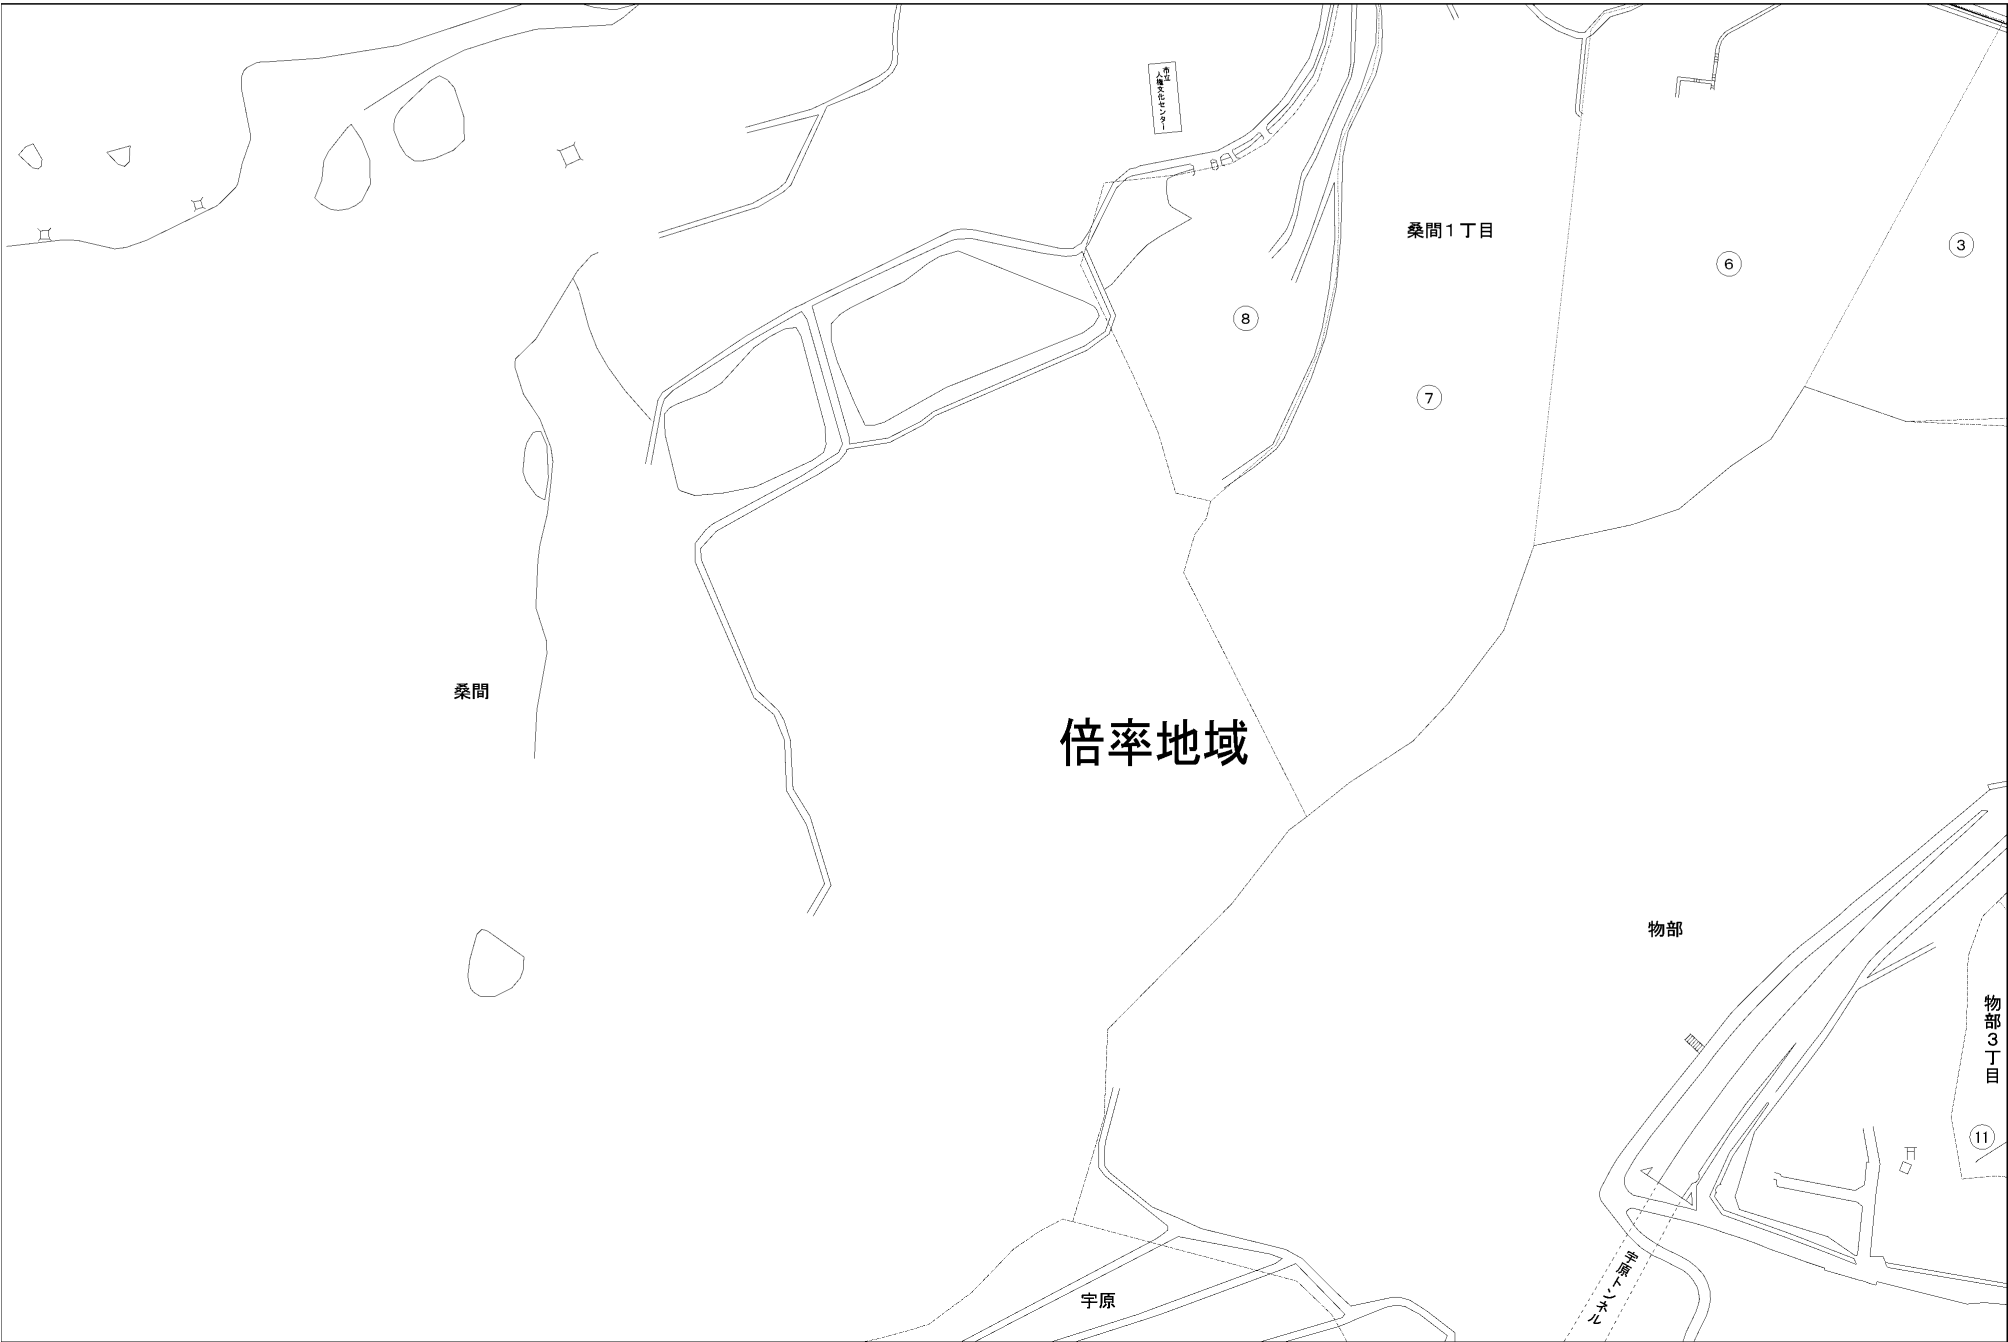 市立
人権文化センター
桑間1丁目
3
6
8
7
桑間
倍率地域
物部
物部3丁目
11
宇原トンネル
宇原